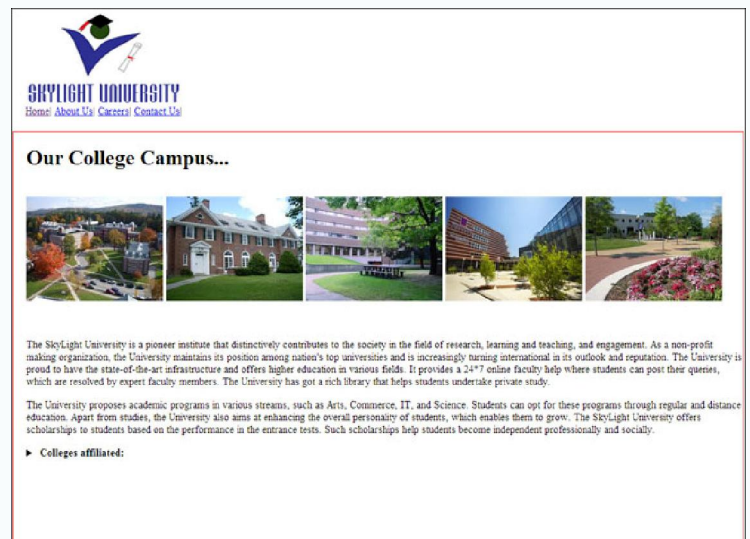 SKYLIGHT UNIVERSITY
Home| About Us| Careers| Contact Us|
Our College Campus...
The SkyLight University is a pioneer institute that distinctively contributes to the society in the field of research, learning and teaching, and engagement. As a non-profit
making organization, the University maintains its position among nation's top universities and is increasingly turning international in its outlook and reputation. The University is
proud to have the state-of-the-art infrastructure and offers higher education in various fields. It provides a 24*7 online faculty help where students can post their queries,
which are resolved by expert faculty members. The University has got a rich library that helps students undertake private study.
The University proposes academic programs in various streams, such as Arts, Commerce, IT, and Science. Students can opt for these programs through regular and distance
education. Apart from studies, the University also aims at enhancing the overall personality of students, which enables them to grow. The SkyLight University offers
scholarships to students based on the performance in the entrance tests. Such scholarships help students become independent professionally and socially.
▶ Colleges affiliated: